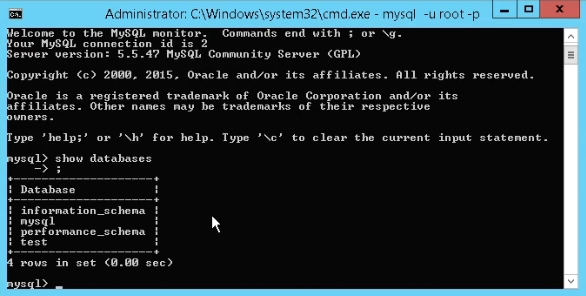 Administrator: C:\Windows\system32\cmd.exe - mysql -u root -p
Welcome to the MySQL monitor.  Commands end with ; or \g.
Your MySQL connection id is 2
Server version: 5.5.47 MySQL Community Server (GPL)
Copyright (c) 2000, 2015, Oracle and/or its affiliates. All rights reserved.
Oracle is a registered trademark of Oracle Corporation and/or its
affiliates. Other names may be trademarks of their respective
owners.
Type 'help;' or '\h' for help. Type '\c' to clear the current input statement.
mysql> show databases
    -> ;
+--------------------+
| Database           |
+--------------------+
| information_schema |
| mysql              |
| performance_schema |
| test               |
+--------------------+
4 rows in set (0.00 sec)
mysql> _